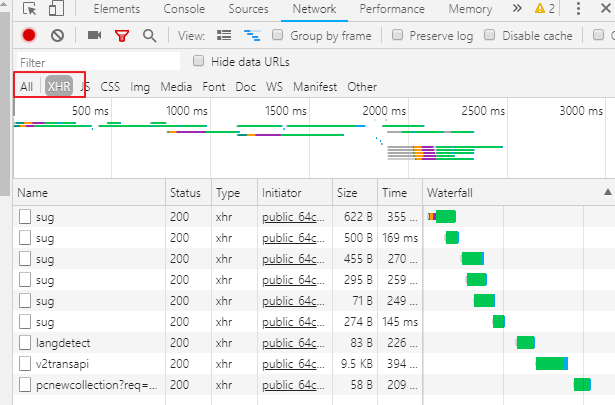 Elements Console Sources Network Performance Memory » 2
View: Group by frame Preserve log Disable cache
Filter Hide data URLs
All XHR JS CSS Img Media Font Doc WS Manifest Other
500 ms 1000 ms 1500 ms 2000 ms 2500 ms 3000 ms
Name Status Type Initiator Size Time Waterfall
sug 200 xhr public_64c... 622 B 355 ...
sug 200 xhr public_64c... 500 B 169 ms
sug 200 xhr public_64c... 455 B 270 ...
sug 200 xhr public_64c... 295 B 259 ...
sug 200 xhr public_64c... 71 B 249 ...
sug 200 xhr public_64c... 274 B 145 ms
langdetect 200 xhr public_64c... 83 B 226 ...
v2transapi 200 xhr public_64c... 9.5 KB 394 ...
pcnewcollection?req=... 200 xhr public_64c... 58 B 209 ...